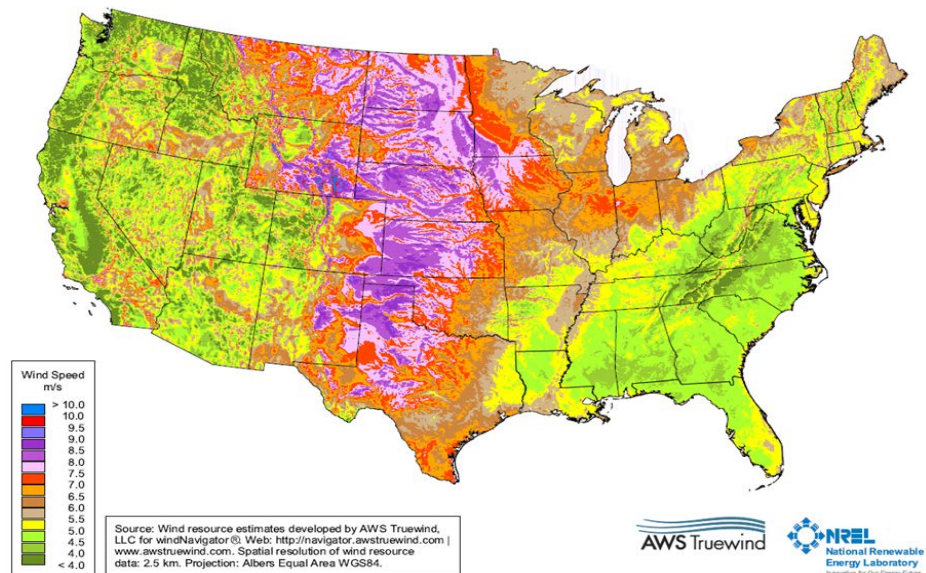 Wind Speed
m/s
> 10.0
10.0
9.5
9.0
8.5
8.0
7.5
7.0
6.5
6.0
5.5
5.0
4.5
4.0
< 4.0
Source: Wind resource estimates developed by AWS Truewind,
LLC for windNavigator®. Web: http://navigator.awstruewind.com |
www.awstruewind.com. Spatial resolution of wind resource
data: 2.5 km. Projection: Albers Equal Area WGS84.
AWS Truewind
NREL
National Renewable
Energy Laboratory